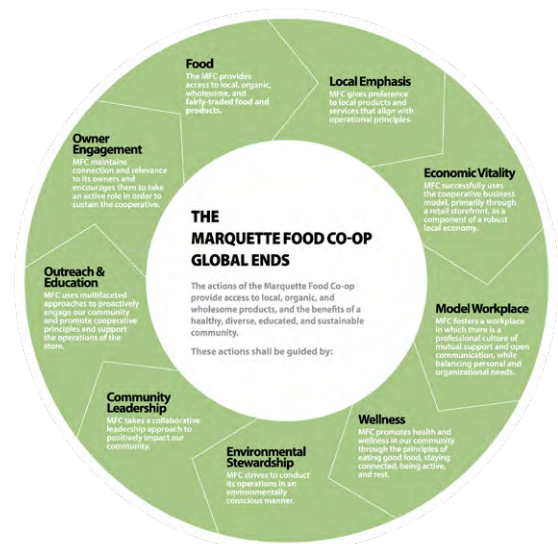 THE
MARQUETTE FOOD CO-OP
GLOBAL ENDS
The actions of the Marquette Food Co-op
provide access to local, organic, and
wholesome products, and the benefits of a
healthy, diverse, educated, and sustainable
community.
These actions shall be guided by:
Food
The MFC provides
access to local, organic,
wholesome, and
fairly-traded food and
products.
Local Emphasis
MFC gives preference
to local products and
services that align with
operational principles.
Economic Vitality
MFC successfully uses
the cooperative business
model, primarily through
a retail storefront, as a
component of a robust
local economy.
Model Workplace
MFC fosters a workplace
in which there is a
professional culture of
mutual support and open
communication, while
balancing personal and
organizational needs.
Wellness
MFC promotes health and
wellness in our community
through the principles of
eating good food, staying
connected, being active,
and rest.
Environmental
Stewardship
MFC strives to conduct
its operations in an
environmentally
conscious manner.
Community
Leadership
MFC takes a collaborative
leadership approach to
positively impact our
community.
Outreach &
Education
MFC uses multifaceted
approaches to proactively
engage our community
and promote cooperative
principles and support
the operations of the
store.
Owner
Engagement
MFC maintains
connection and relevance
to its owners and
encourages them to take
an active role in order to
sustain the cooperative.